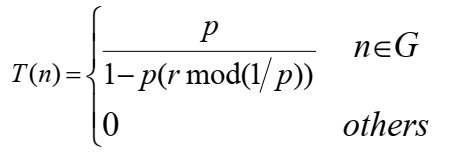 T(n) = { p / (1 − p(r mod(1/p)))   n∈G
0   others